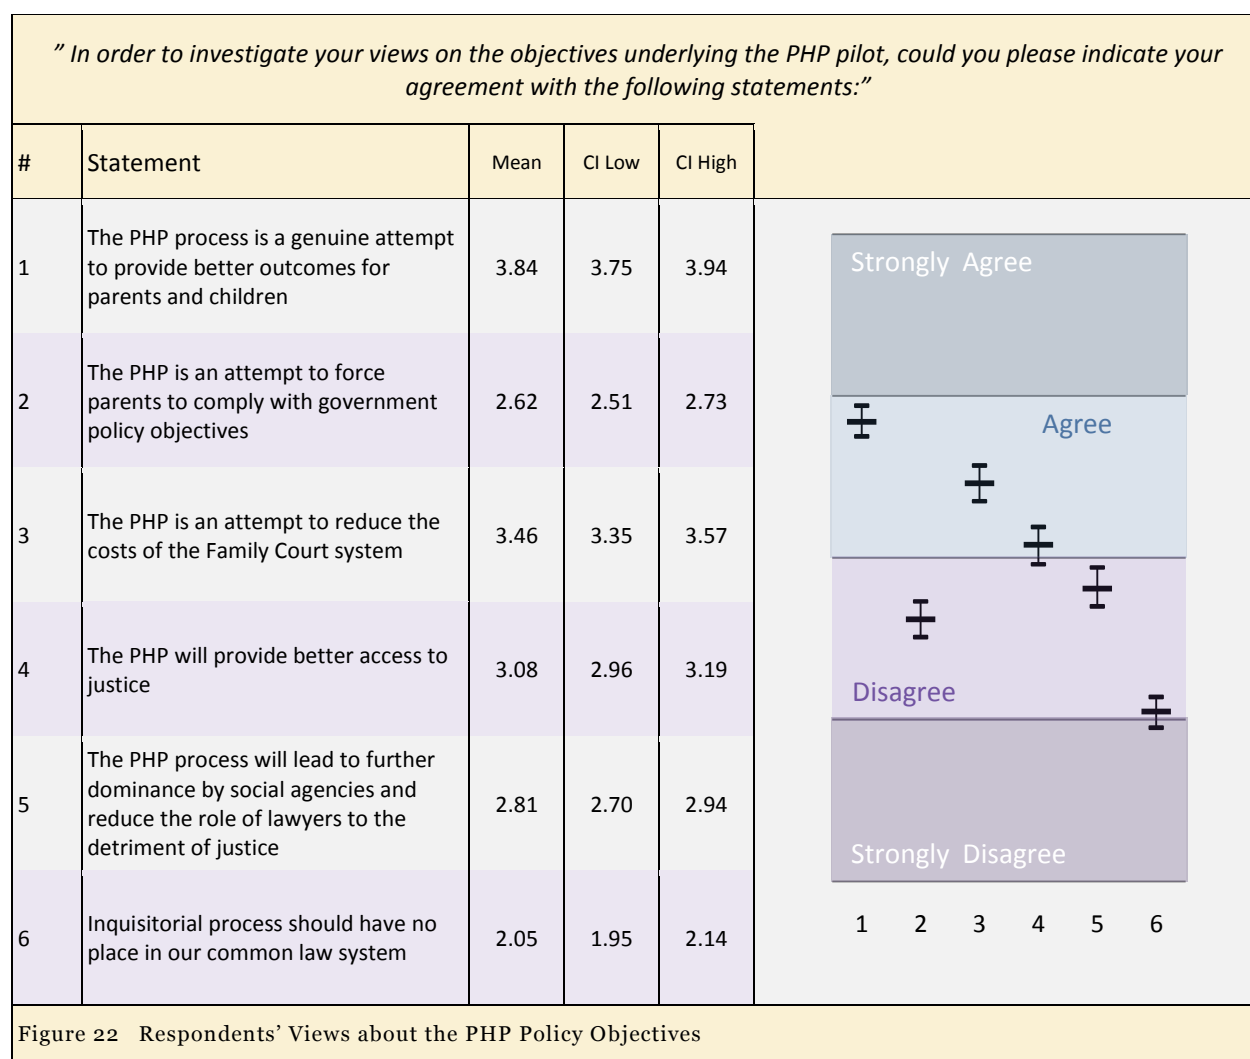 ” In order to investigate your views on the objectives underlying the PHP pilot, could you please indicate your
agreement with the following statements:”
# Statement Mean CI Low CI High
1 The PHP process is a genuine attempt
to provide better outcomes for
parents and children 3.84 3.75 3.94
2 The PHP is an attempt to force
parents to comply with government
policy objectives 2.62 2.51 2.73
3 The PHP is an attempt to reduce the
costs of the Family Court system 3.46 3.35 3.57
4 The PHP will provide better access to
justice 3.08 2.96 3.19
5 The PHP process will lead to further
dominance by social agencies and
reduce the role of lawyers to the
detriment of justice 2.81 2.70 2.94
6 Inquisitorial process should have no
place in our common law system 2.05 1.95 2.14
Strongly Agree
Agree
Disagree
Strongly Disagree
1 2 3 4 5 6
Figure 22 Respondents’ Views about the PHP Policy Objectives